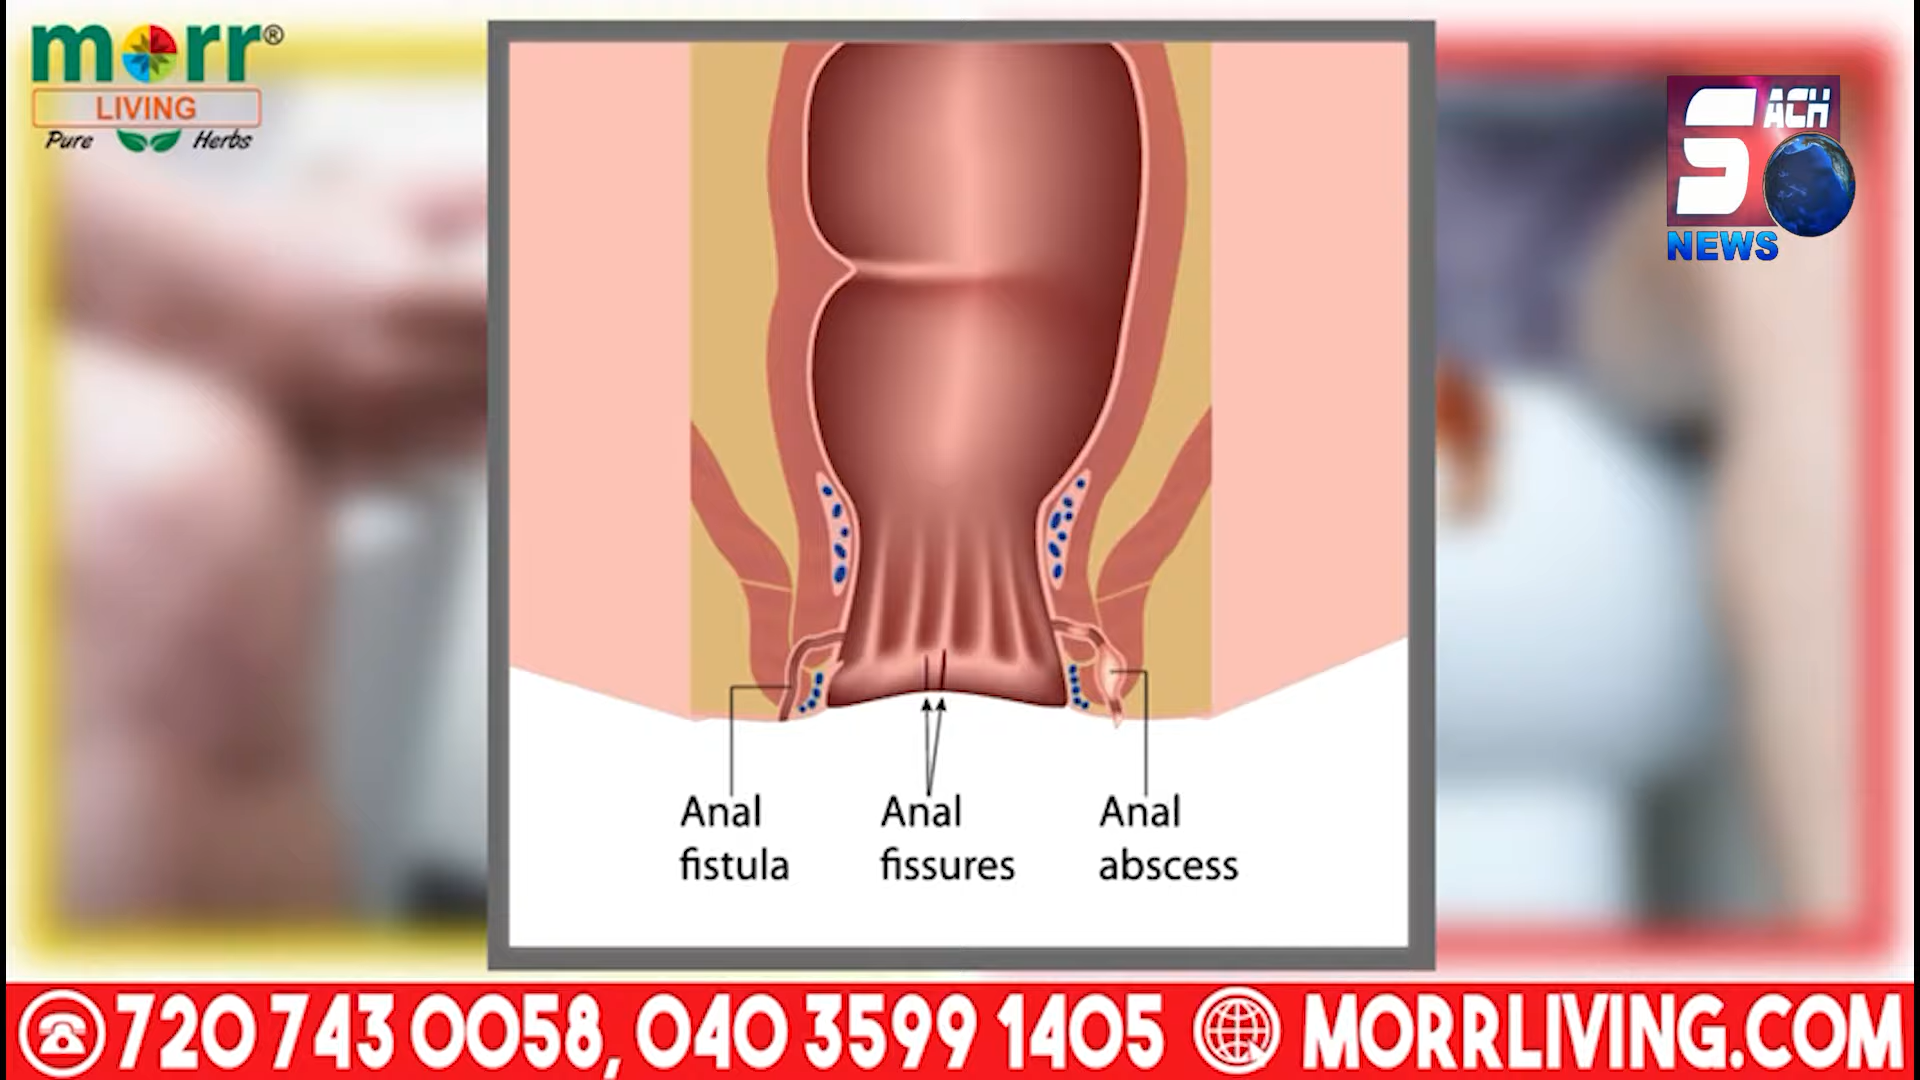 morr®
LIVING
Pure Herbs
SACH
NEWS
Anal
fistula
Anal
fissures
Anal
abscess
720 743 0058, 040 3599 1405 MORRLIVING.COM